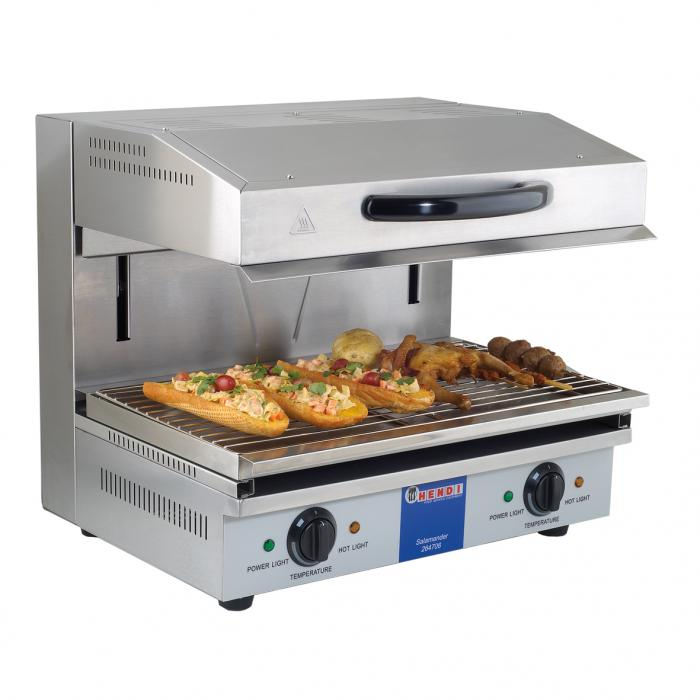 HENDI
Salamander
264706
POWER LIGHT
TEMPERATURE
HOT LIGHT
POWER LIGHT
TEMPERATURE
HOT LIGHT